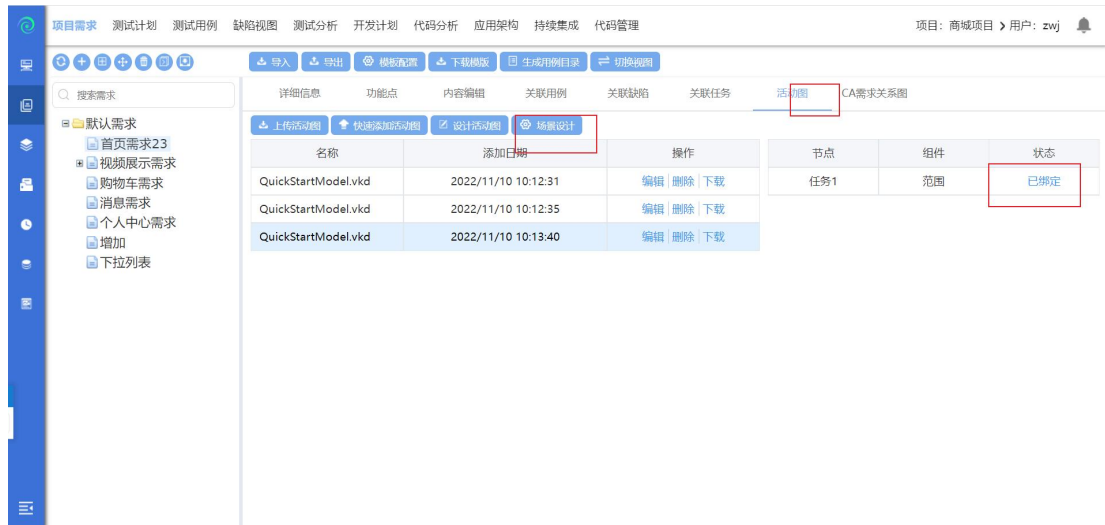 项目需求 测试计划 测试用例 缺陷视图 测试分析 开发计划 代码分析 应用架构 持续集成 代码管理 项目: 商城项目 > 用户: zwj
导入 导出 模板配置 下载模版 生成用例目录 切换视图
搜索需求
详细信息 功能点 内容编辑 关联用例 关联缺陷 关联任务 活动图 CA需求关系图
默认需求
首页需求23
视频展示需求
购物车需求
消息需求
个人中心需求
增加
下拉列表
上传活动图 快速添加活动图 设计活动图 场景设计
名称 添加日期 操作
QuickStartModel.vkd 2022/11/10 10:12:31 编辑 删除 下载
QuickStartModel.vkd 2022/11/10 10:12:35 编辑 删除 下载
QuickStartModel.vkd 2022/11/10 10:13:40 编辑 删除 下载
节点 组件 状态
任务1 范围 已绑定